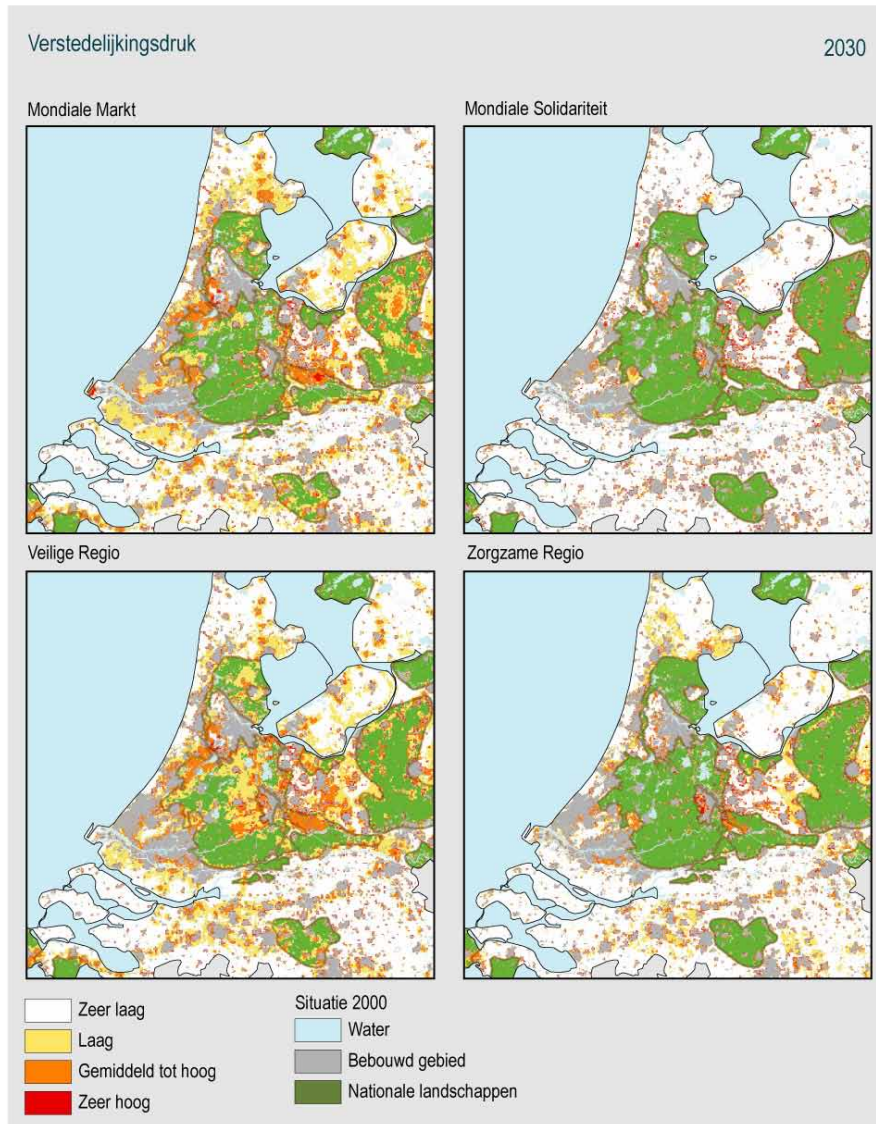 Verstedelijkingsdruk 2030
Mondiale Markt
Mondiale Solidariteit
Veilige Regio
Zorgzame Regio
Zeer laag
Laag
Gemiddeld tot hoog
Zeer hoog
Situatie 2000
Water
Bebouwd gebied
Nationale landschappen